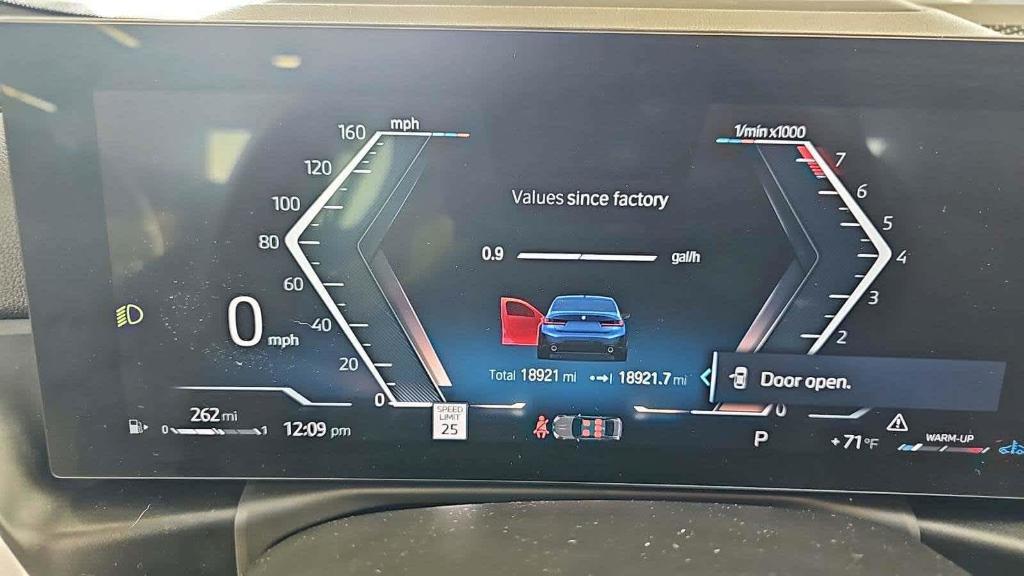 160 mph
120
100
80
60
40
20
0
0 mph
Values since factory
0.9 gal/h
Total 18921 mi 18921.7 mi
1/min x1000
7
6
5
4
3
2
0
Door open.
262 mi
0 1
12:09 pm
SPEED
LIMIT
25
P
+71°F
WARM-UP